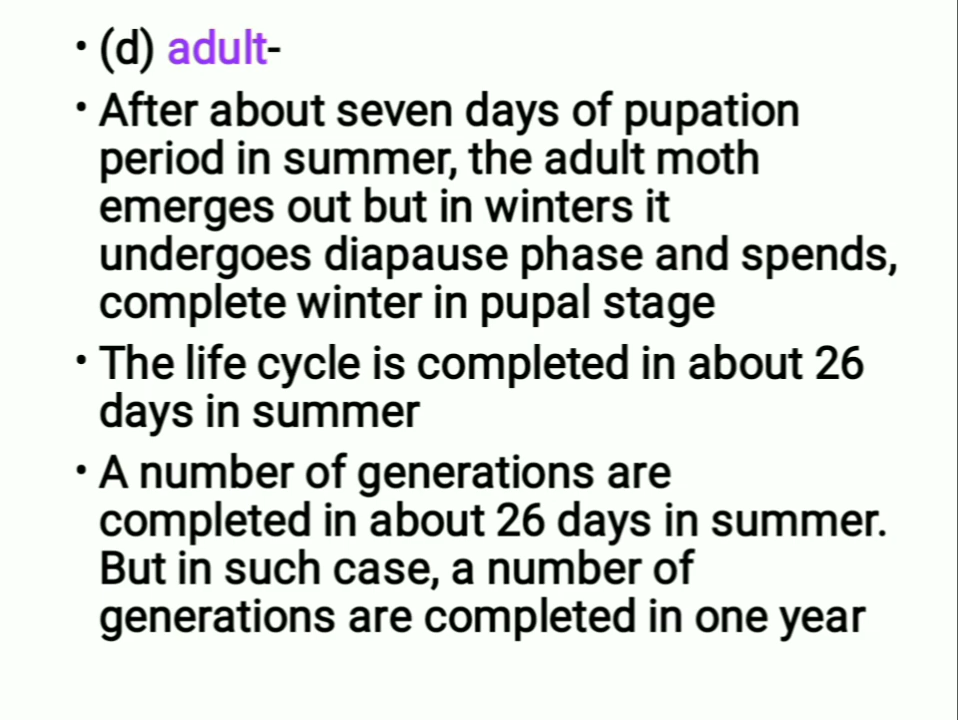 • (d) adult-
• After about seven days of pupation
period in summer, the adult moth
emerges out but in winters it
undergoes diapause phase and spends,
complete winter in pupal stage
• The life cycle is completed in about 26
days in summer
• A number of generations are
completed in about 26 days in summer.
But in such case, a number of
generations are completed in one year